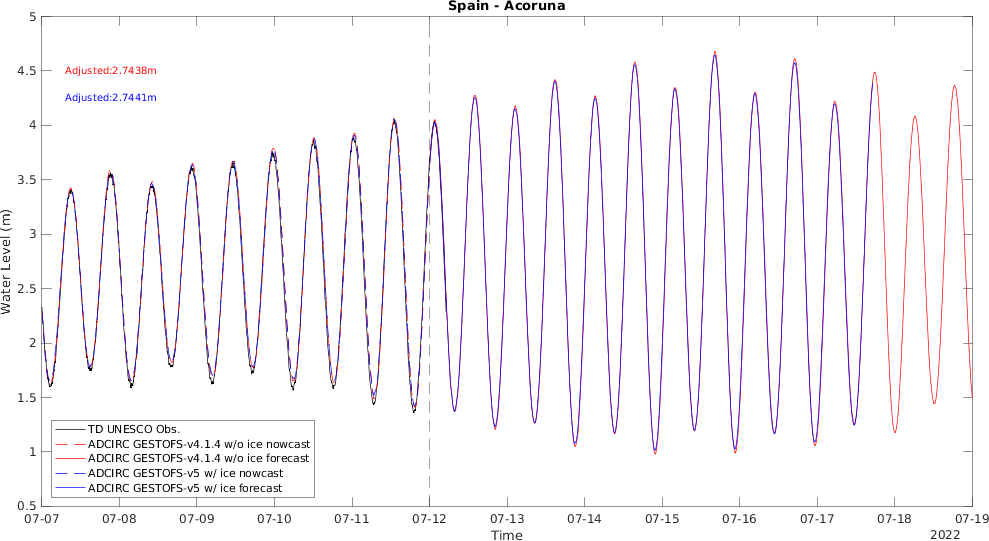 Spain - Acoruna
5
4.5
4
3.5
3
2.5
2
1.5
1
0.5
Water Level (m)
Adjusted:2.7438m
Adjusted:2.7441m
TD UNESCO Obs.
ADCIRC GESTOFS-v4.1.4 w/o ice nowcast
ADCIRC GESTOFS-v4.1.4 w/o ice forecast
ADCIRC GESTOFS-v5 w/ ice nowcast
ADCIRC GESTOFS-v5 w/ ice forecast
07-07 07-08 07-09 07-10 07-11 07-12 07-13 07-14 07-15 07-16 07-17 07-18 07-19
Time
2022